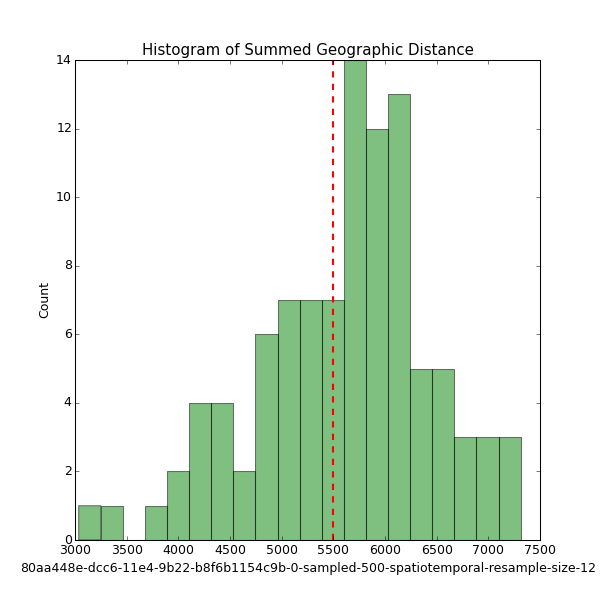 Histogram of Summed Geographic Distance
14
12
10
8
6
4
2
0
Count
3000 3500 4000 4500 5000 5500 6000 6500 7000 7500
80aa448e-dcc6-11e4-9b22-b8f6b1154c9b-0-sampled-500-spatiotemporal-resample-size-12